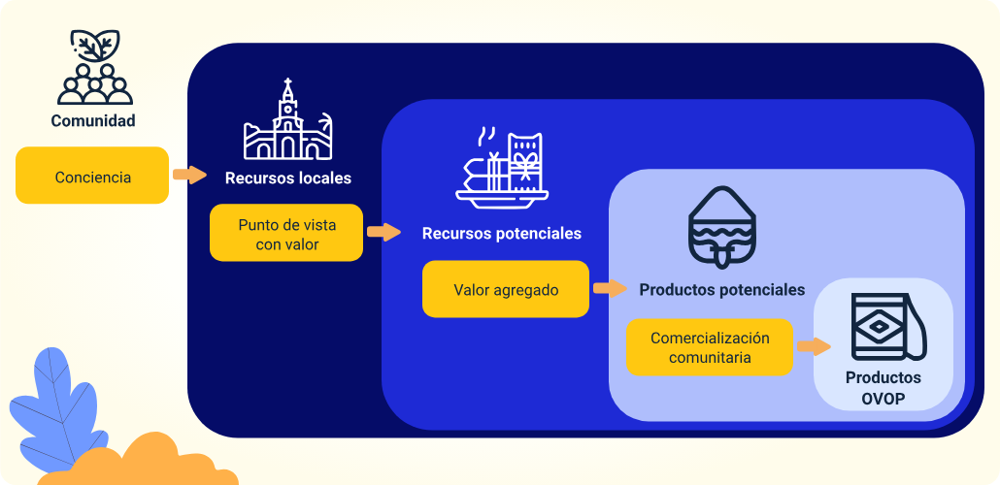 Comunidad
Conciencia
Recursos locales
Punto de vista
con valor
Recursos potenciales
Valor agregado
Productos potenciales
Comercialización
comunitaria
Productos
OVOP